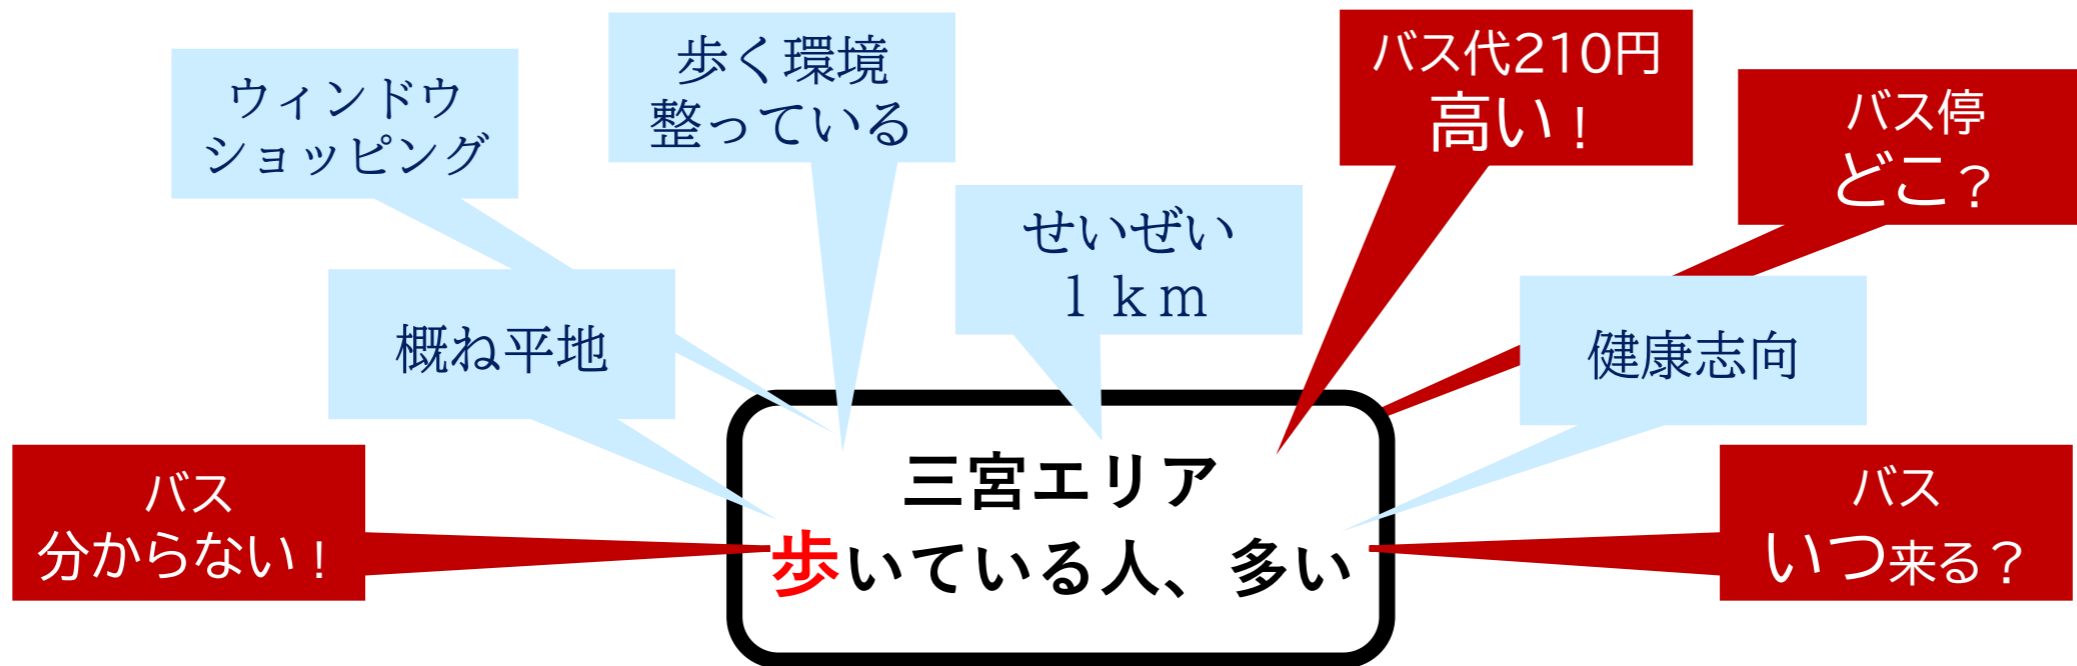 ウィンドウ
ショッピング
歩く環境
整っている
バス代210円
高い！
バス停
どこ？
せいぜい
１ｋｍ
概ね平地
健康志向
バス
分からない！
三宮エリア
歩いている人、多い
バス
いつ来る？